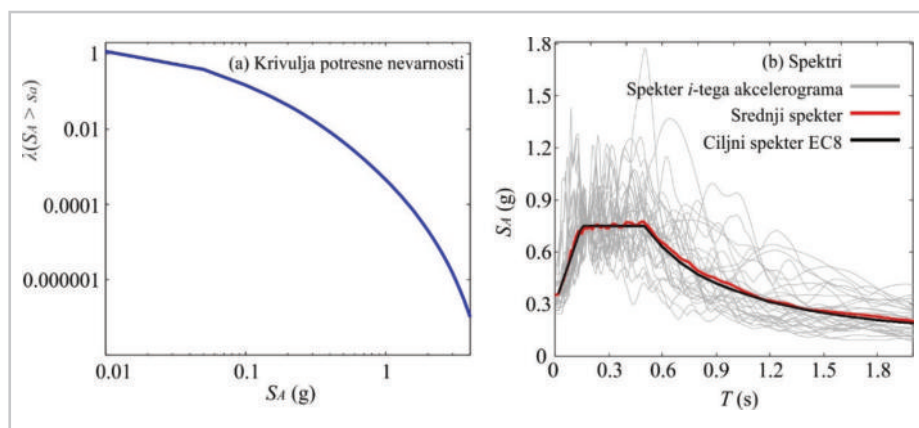 (a) Krivulja potresne nevarnosti
λ(SA > sa)
1
0.01
0.0001
0.000001
0.01
0.1
1
SA (g)
(b) Spektri
Spekter i-tega akcelerograma
Srednji spekter
Ciljni spekter EC8
SA (g)
1.8
1.5
1.2
0.9
0.6
0.3
0
0
0.3
0.6
0.9
1.2
1.5
1.8
T (s)